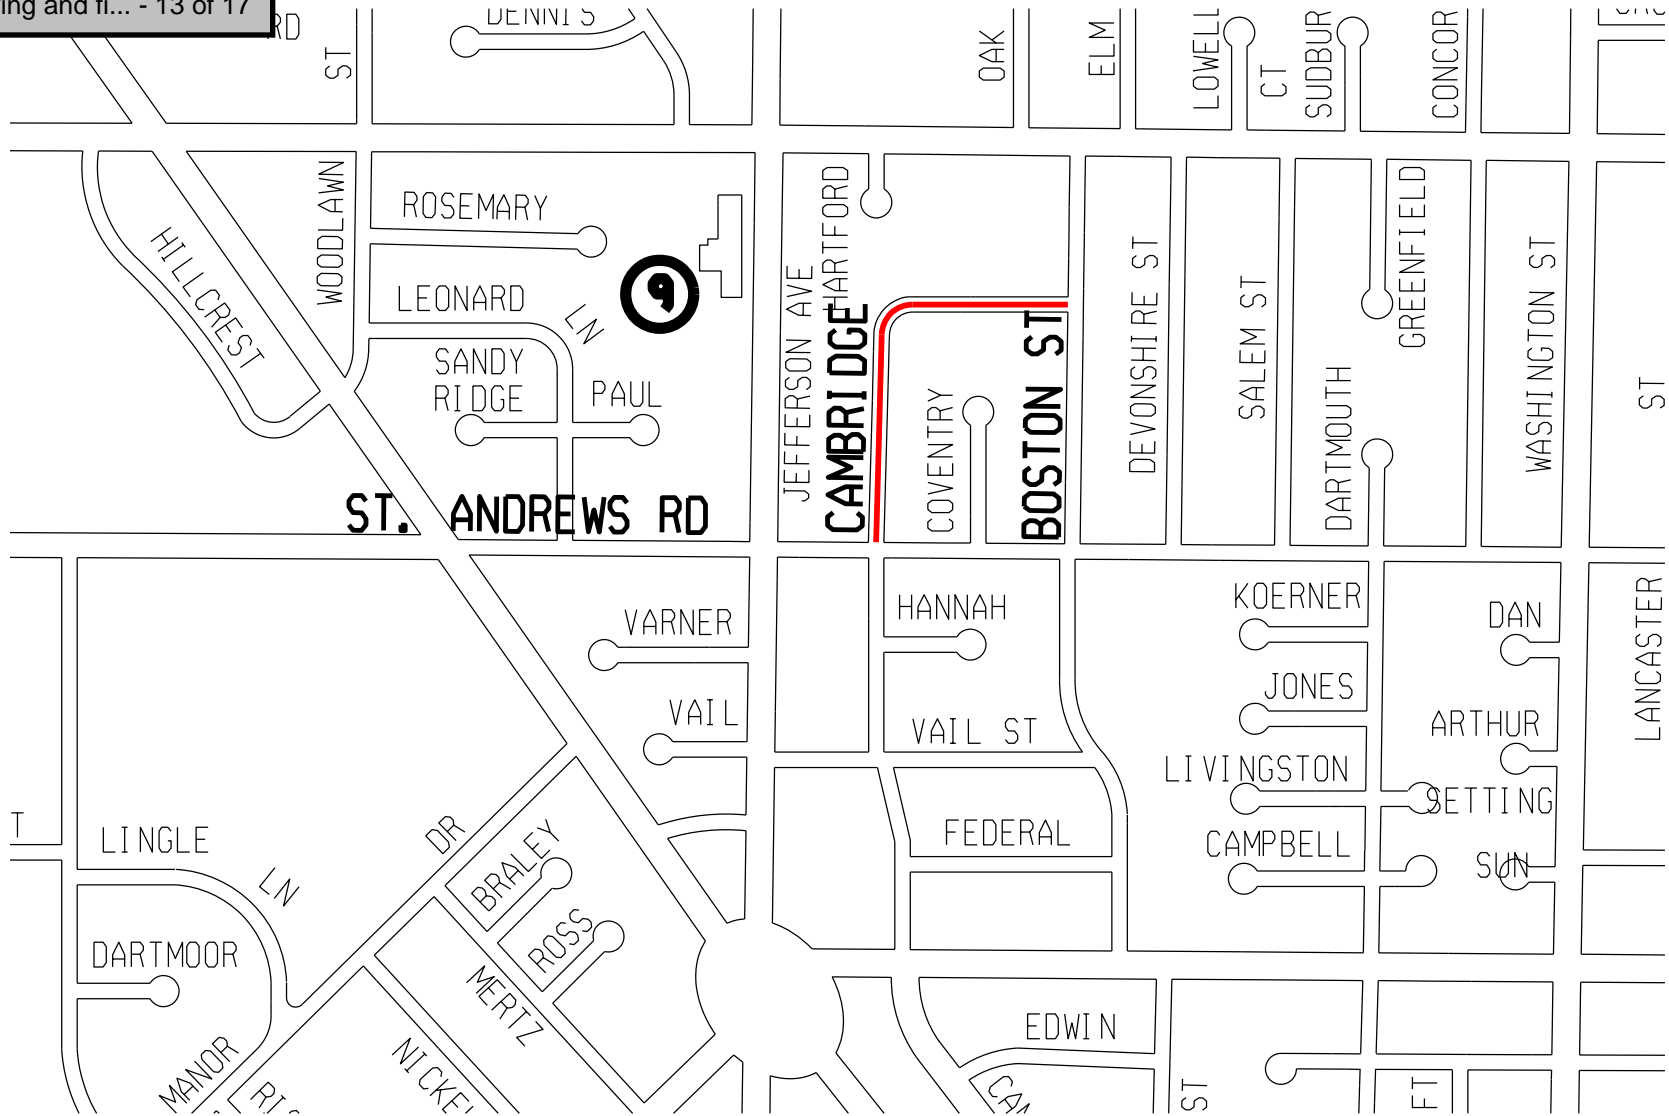 ing and fi... - 13 of 17
RD
ST
DENNIS
OAK
ELM
LOWELL
CT
SUDBUR
CONCOR
WOODLAWN
ROSEMARY
HILLCREST
LEONARD
LN
9
SANDY
RIDGE
PAUL
JEFFERSON AVE
HARTFORD
CAMBRIDGE
COVENTRY
BOSTON ST
DEVONSHIRE ST
SALEM ST
DARTMOUTH
GREENFIELD
WASHINGTON ST
ST
ST. ANDREWS RD
VARNER
HANNAH
KOERNER
DAN
LANCASTER
VAIL
VAIL ST
JONES
ARTHUR
LIVINGSTON
SETTING
SUN
CAMPBELL
FEDERAL
T
LINGLE
LN
DR
BRALEY
ROSS
DARTMOOR
MERTZ
MANOR
NICKE
EDWIN
ST
FT